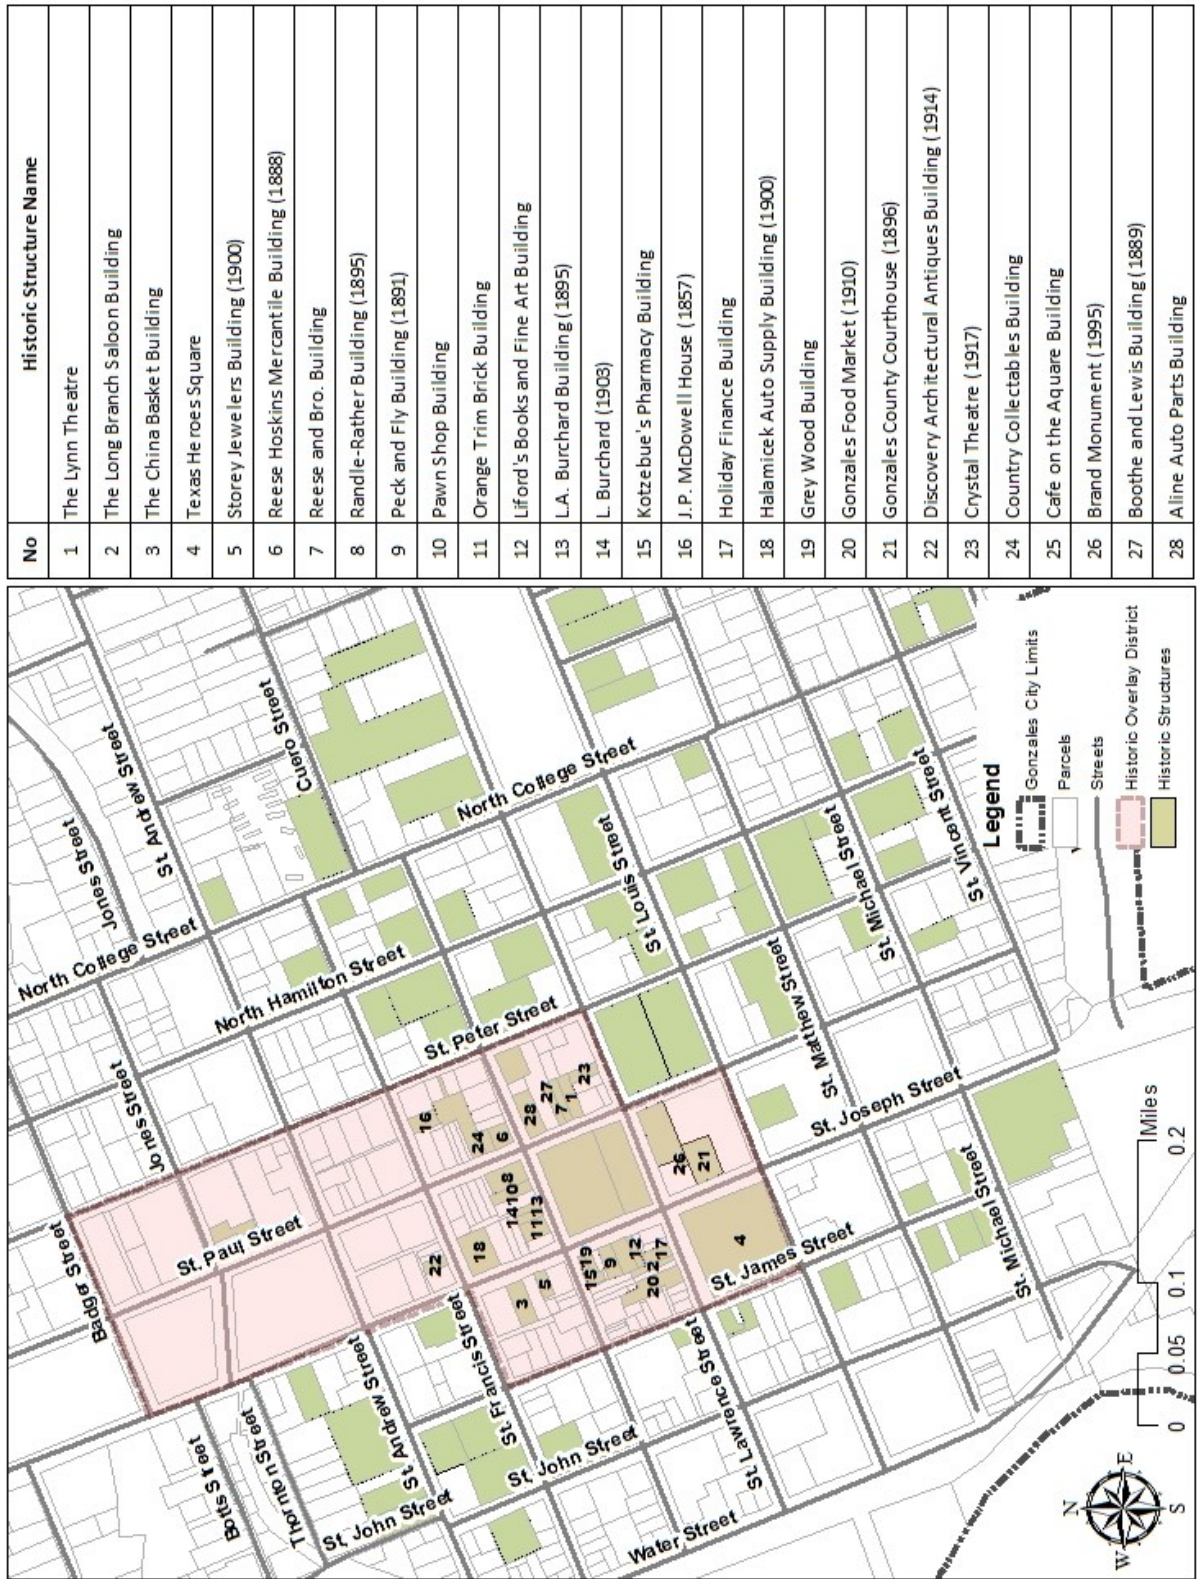 No Historic Structure Name
1 The Lynn Theatre
2 The Long Branch Saloon Building
3 The China Basket Building
4 Texas Heroes Square
5 Storey Jewelers Building (1900)
6 Reese Hoskins Mercantile Building (1888)
7 Reese and Bro. Building
8 Randle-Rather Building (1895)
9 Peck and Fly Building (1891)
10 Pawn Shop Building
11 Orange Trim Brick Building
12 Liford's Books and Fine Art Building
13 L.A. Burchard Building (1895)
14 L. Burchard (1903)
15 Kotzebue's Pharmacy Building
16 J.P. McDowell House (1857)
17 Holiday Finance Building
18 Halamicek Auto Supply Building (1900)
19 Grey Wood Building
20 Gonzales Food Market (1910)
21 Gonzales County Courthouse (1896)
22 Discovery Architectural Antiques Building (1914)
23 Crystal Theatre (1917)
24 Country Collectables Building
25 Cafe on the Square Building
26 Brand Monument (1995)
27 Boothe and Lewis Building (1889)
28 Aline Auto Parts Building
Jones Street
St. Andrew Street
Cuero Street
North College Street
North College Street
North Hamilton Street
St. Peter Street
St. Louis Street
St. Michael Street
St. Vincent Street
St. Matthew Street
St. Joseph Street
Jones Street
Badger Street
St. Paul Street
St. James Street
St. Michael Street
Botts Street
Thornton Street
St. Andrew Street
St. Francis Street
St. John Street
St. John Street
St. Lawrence Street
Water Street
16
24
6
28
27
7
1
23
22
18
14 10 8
11 13
3
5
15 19
9
12
20 2 17
26
21
4
Legend
Gonzales City Limits
Parcels
Streets
Historic Overlay District
Historic Structures
N
W E
S
0 0.05 0.1 0.2
Miles